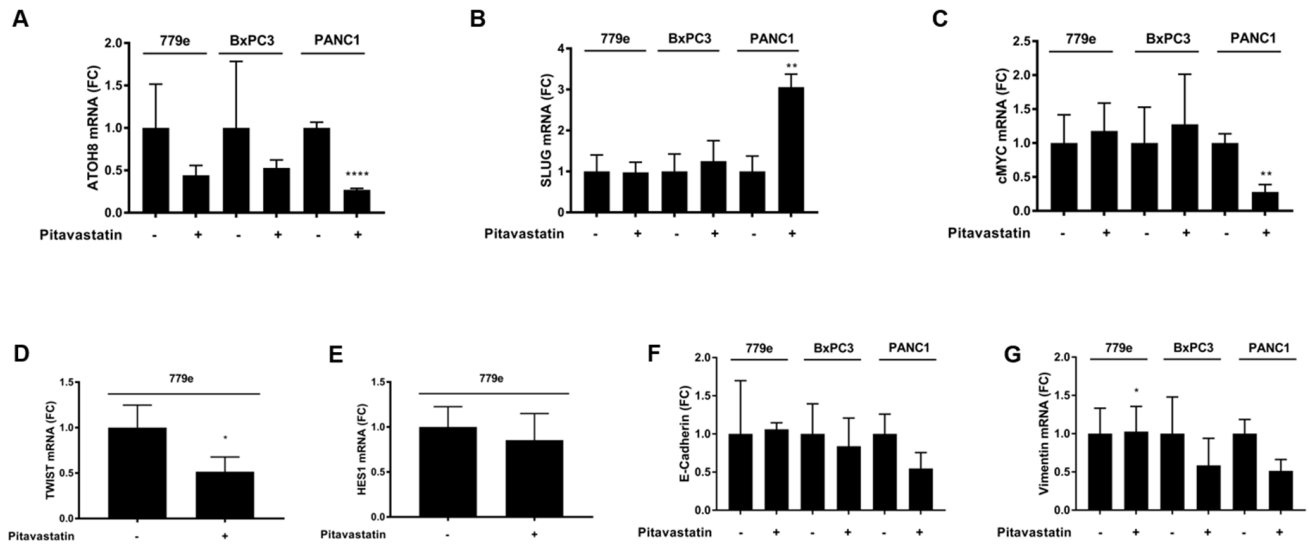 A
779e BxPC3 PANC1
ATOH8 mRNA (FC)
2.0
1.5
1.0
0.5
0.0
****
Pitavastatin - + - + - +
B
779e BxPC3 PANC1
SLUG mRNA (FC)
4
3
2
1
0
**
Pitavastatin - + - + - +
C
779e BxPC3 PANC1
cMYC mRNA (FC)
2.5
2.0
1.5
1.0
0.5
0.0
**
Pitavastatin - + - + - +
D
779e
TWIST mRNA (FC)
1.5
1.0
0.5
0.0
*
Pitavastatin - +
E
779e
HES1 mRNA (FC)
1.5
1.0
0.5
0.0
Pitavastatin - +
F
779e BxPC3 PANC1
E-Cadherin (FC)
2.0
1.5
1.0
0.5
0.0
Pitavastatin - + - + - +
G
779e BxPC3 PANC1
Vimentin mRNA (FC)
2.0
1.5
1.0
0.5
0.0
*
Pitavastatin - + - + - +